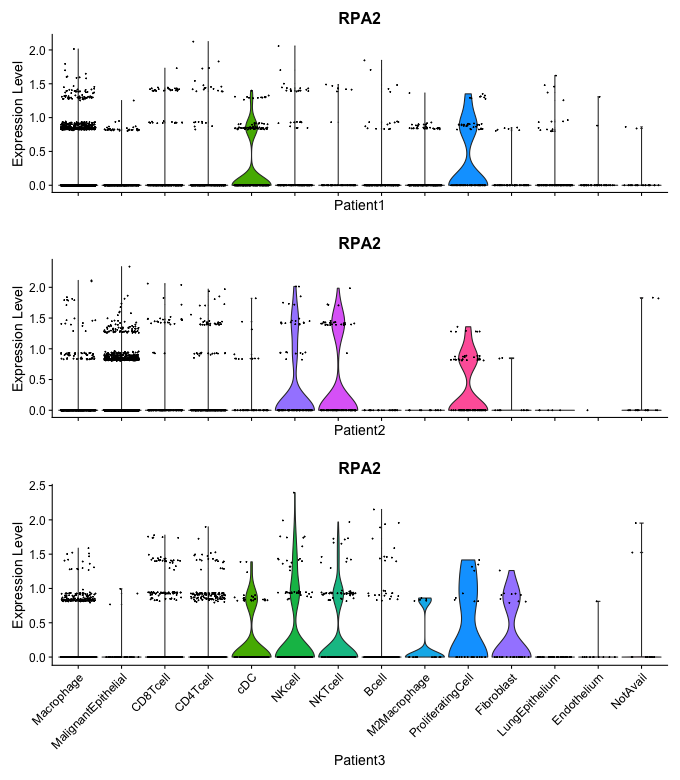 RPA2
Expression Level
2.0
1.5
1.0
0.5
0.0
Patient1
RPA2
Expression Level
2.0
1.5
1.0
0.5
0.0
Patient2
RPA2
Expression Level
2.5
2.0
1.5
1.0
0.5
0.0
Macrophage
MalignantEpithelial
CD8Tcell
CD4Tcell
cDC
NKcell
NKTcell
Bcell
M2Macrophage
ProliferatingCell
Fibroblast
LungEpithelium
Endothelium
NotAvail
Patient3